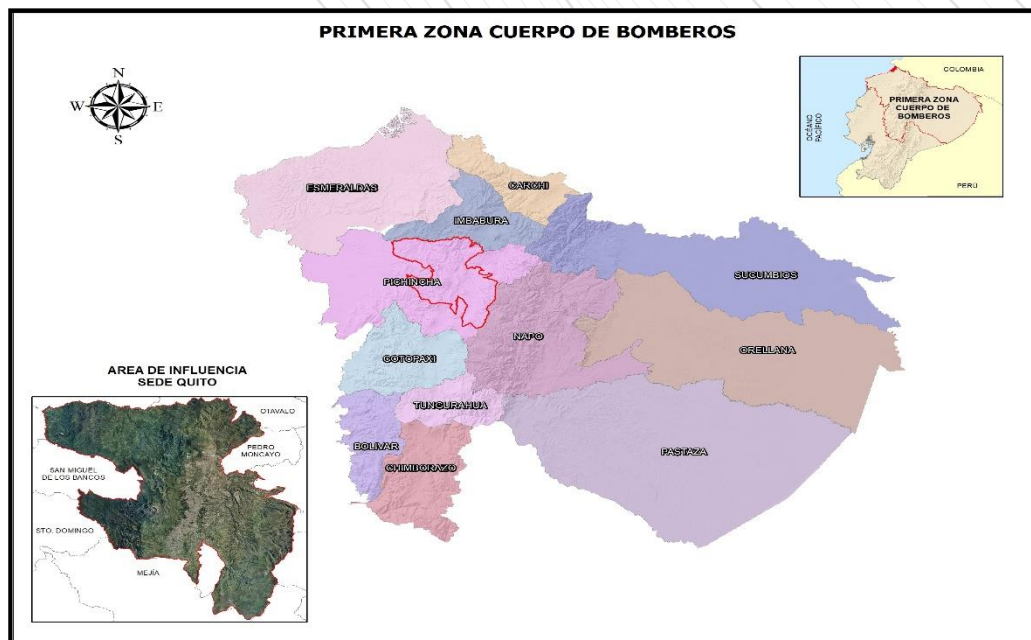 PRIMERA ZONA CUERPO DE BOMBEROS
N
W
E
S
COLOMBIA
PRIMERA ZONA
CUERPO DE
BOMBEROS
OCÉANO
PACÍFICO
PERÚ
ESMERALDAS
CARCHI
IMBABURA
SUCUMBIOS
PICHINCHA
NAPO
ORELLANA
COTOPAXI
TUNGURAHUA
BOLIVAR
CHIMBORAZO
PASTAZA
AREA DE INFLUENCIA
SEDE QUITO
OTAVALO
PEDRO
MONCAYO
SAN MIGUEL
DE LOS BANCOS
STO. DOMINGO
MEJÍA